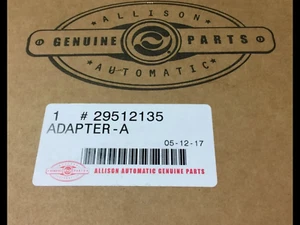 ALLISON
GENUINE PARTS
AUTOMATIC
1 # 29512135
ADAPTER-A
05-12-17
ALLISON AUTOMATIC GENUINE PARTS